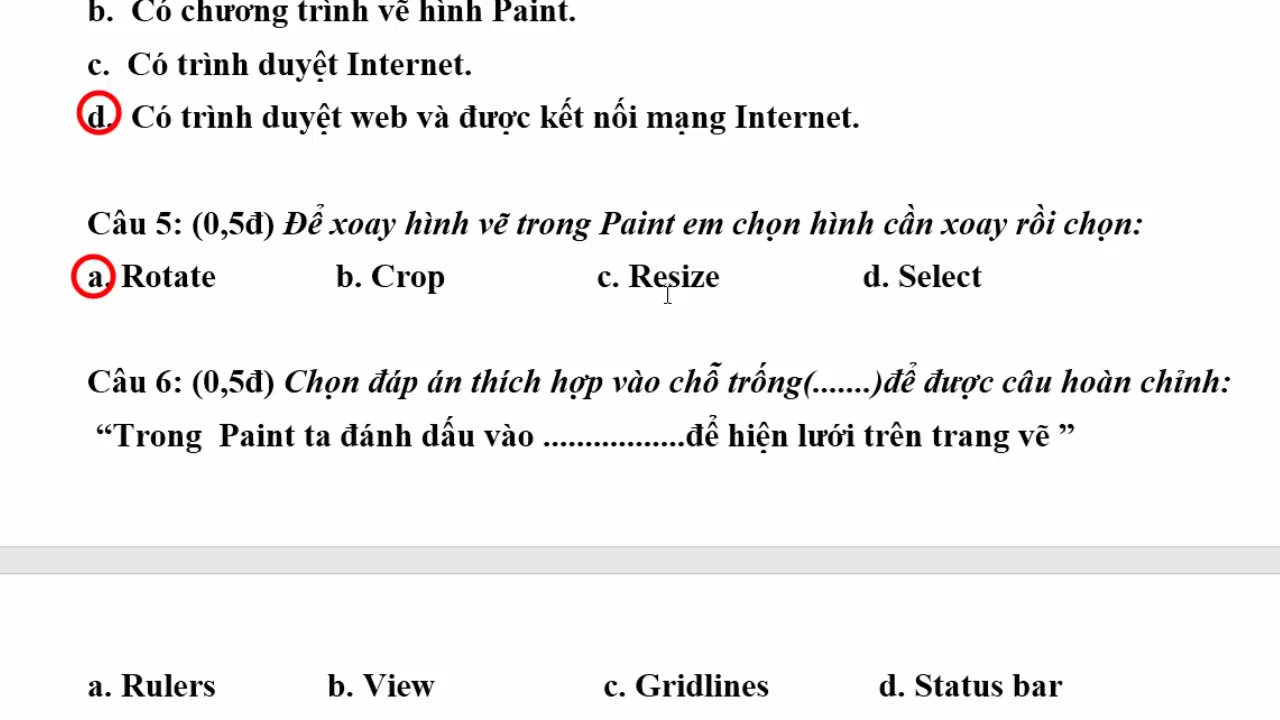 b. Có chương trình vẽ hình Paint.
c. Có trình duyệt Internet.
d. Có trình duyệt web và được kết nối mạng Internet.
Câu 5: (0,5đ) Để xoay hình vẽ trong Paint em chọn hình cần xoay rồi chọn:
a. Rotate b. Crop c. Resize d. Select
Câu 6: (0,5đ) Chọn đáp án thích hợp vào chỗ trống(.......)để được câu hoàn chỉnh:
“Trong Paint ta đánh dấu vào .................để hiện lưới trên trang vẽ ”
a. Rulers b. View c. Gridlines d. Status bar